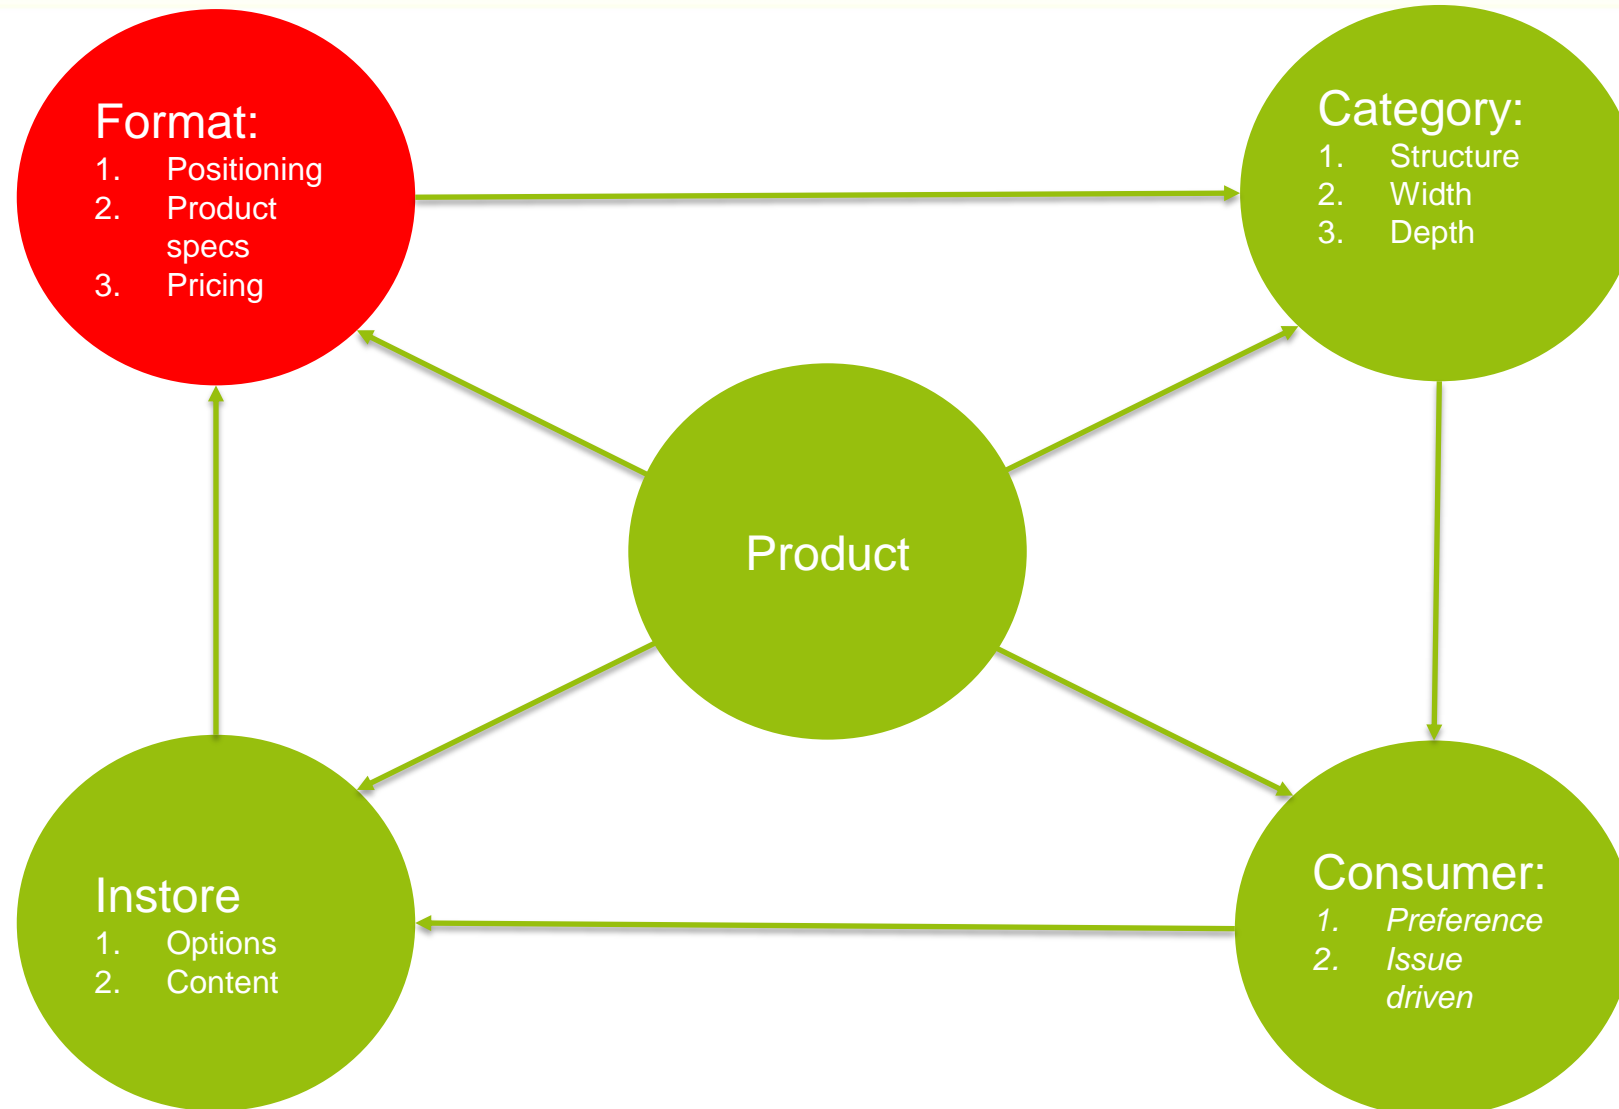 Format:
1. Positioning
2. Product
specs
3. Pricing
Category:
1. Structure
2. Width
3. Depth
Product
Instore
1. Options
2. Content
Consumer:
1. Preference
2. Issue
driven